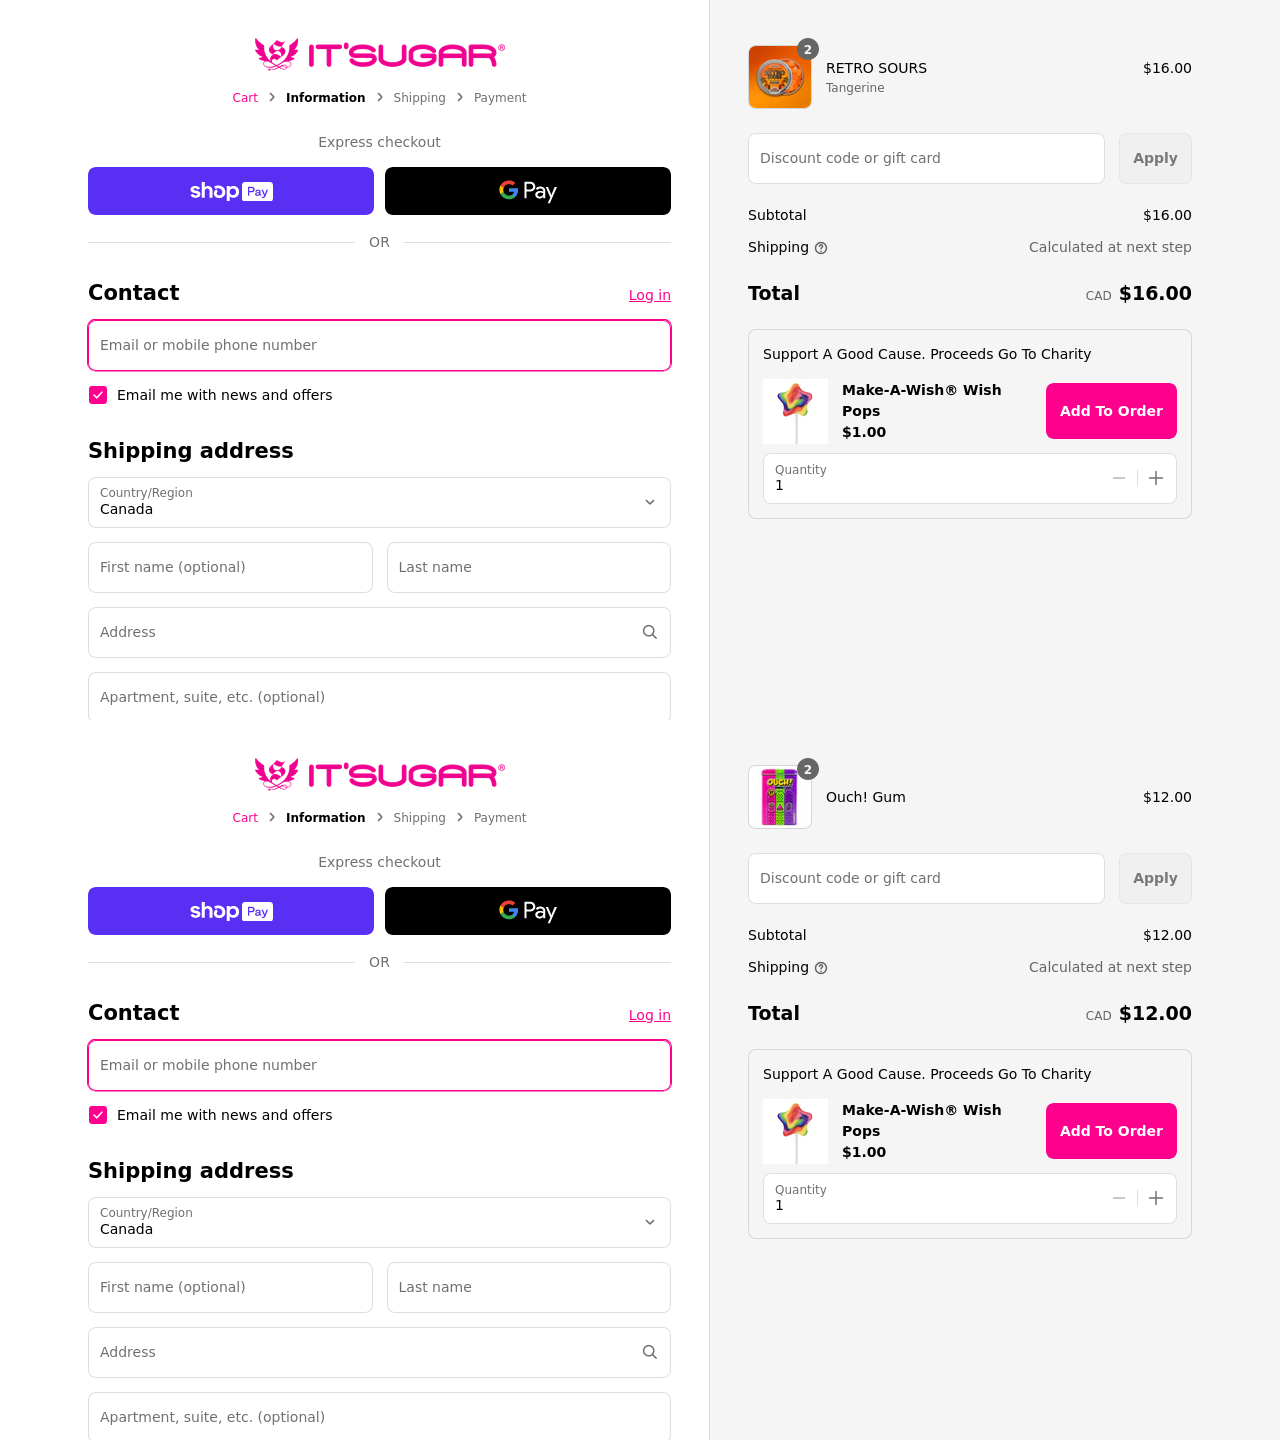 IT'SUGAR®
Cart > Information > Shipping > Payment
Express checkout
shop Pay
G Pay
OR
Contact
Log in
Email or mobile phone number
Email me with news and offers
Shipping address
Country/Region
Canada
First name (optional)
Last name
Address
Apartment, suite, etc. (optional)
2
RETRO SOURS
$16.00
Tangerine
Discount code or gift card
Apply
Subtotal
$16.00
Shipping
Calculated at next step
Total
CAD $16.00
Support A Good Cause. Proceeds Go To Charity
Make-A-Wish® Wish
Pops
$1.00
Add To Order
Quantity
1
IT'SUGAR®
Cart > Information > Shipping > Payment
Express checkout
shop Pay
G Pay
OR
Contact
Log in
Email or mobile phone number
Email me with news and offers
Shipping address
Country/Region
Canada
First name (optional)
Last name
Address
Apartment, suite, etc. (optional)
OUCH!
2
Ouch! Gum
$12.00
Discount code or gift card
Apply
Subtotal
$12.00
Shipping
Calculated at next step
Total
CAD $12.00
Support A Good Cause. Proceeds Go To Charity
Make-A-Wish® Wish
Pops
$1.00
Add To Order
Quantity
1